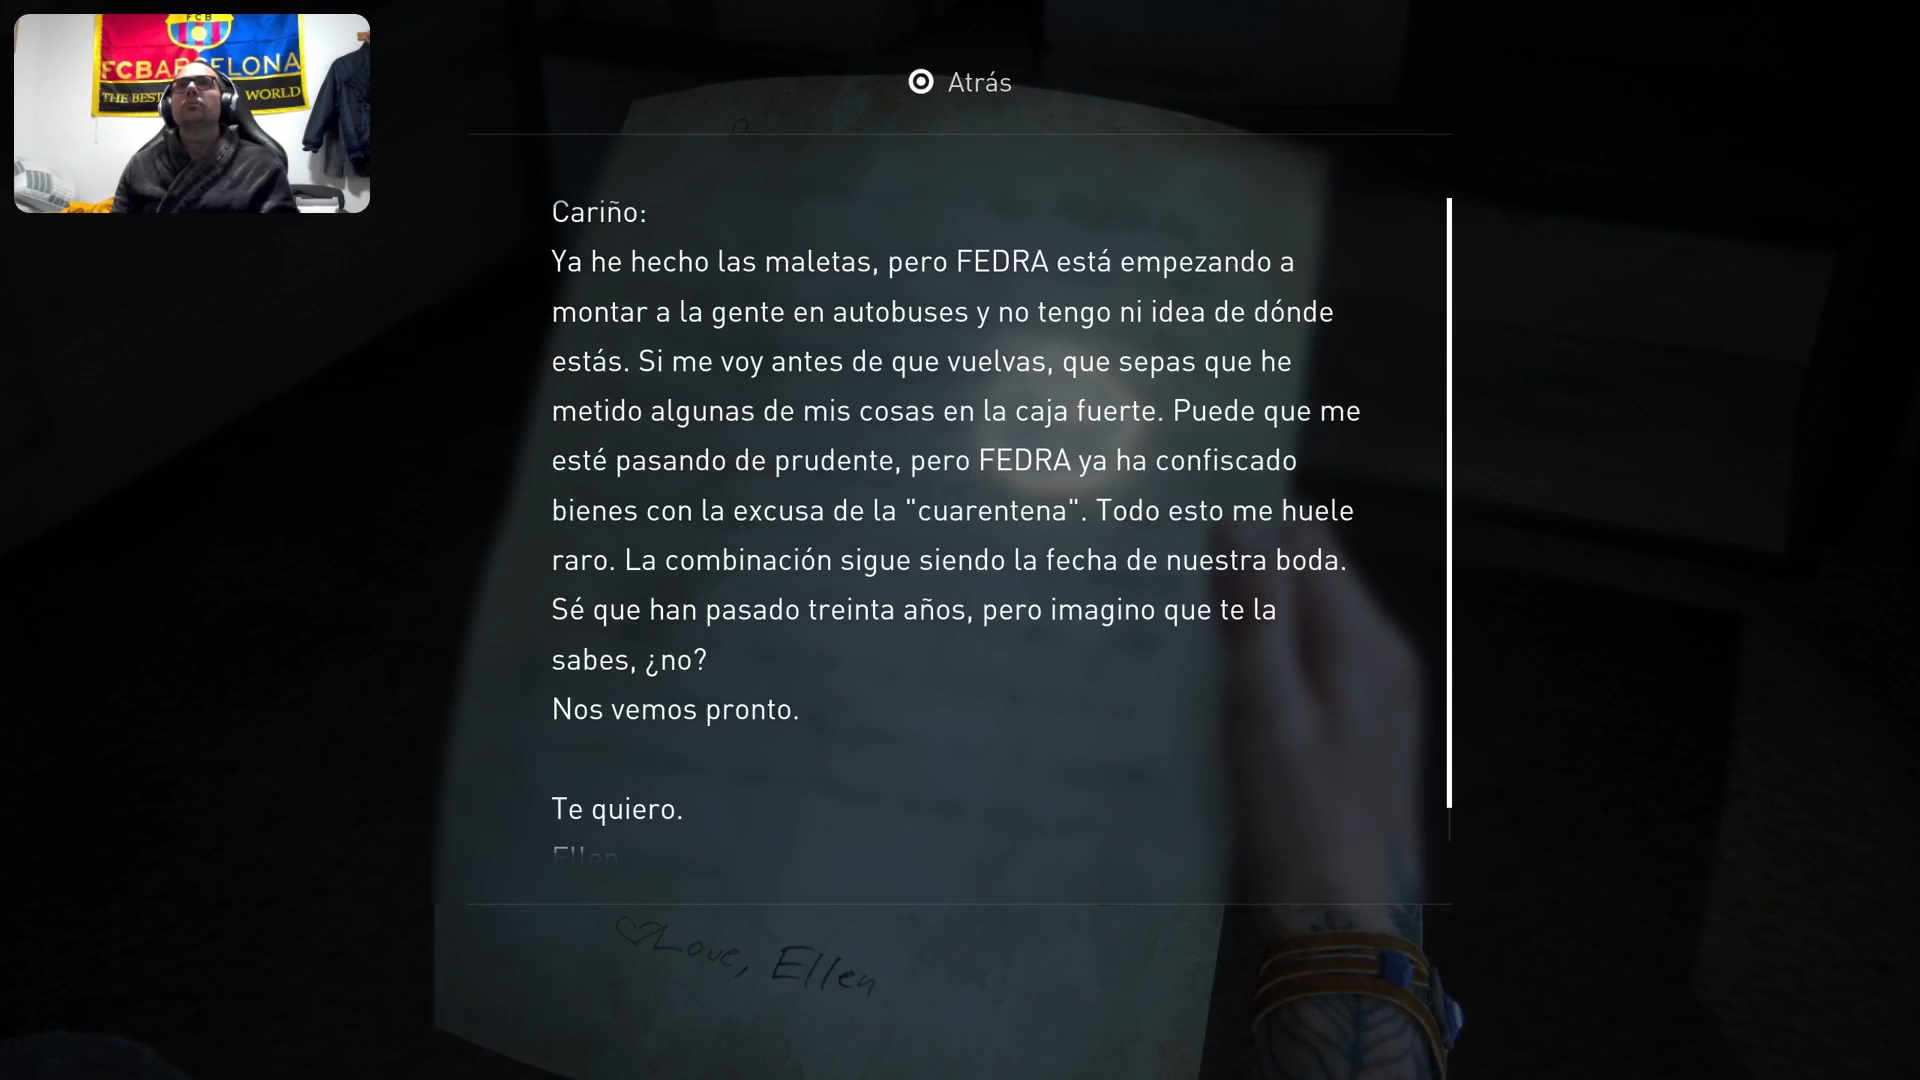 FCB
FCBARCELONA
THE BEST
WORLD
Atrás
Cariño:
Ya he hecho las maletas, pero FEDRA está empezando a
montar a la gente en autobuses y no tengo ni idea de dónde
estás. Si me voy antes de que vuelvas, que sepas que he
metido algunas de mis cosas en la caja fuerte. Puede que me
esté pasando de prudente, pero FEDRA ya ha confiscado
bienes con la excusa de la "cuarentena". Todo esto me huele
raro. La combinación sigue siendo la fecha de nuestra boda.
Sé que han pasado treinta años, pero imagino que te la
sabes, ¿no?
Nos vemos pronto.
Te quiero.
Ellen
Love, Ellen